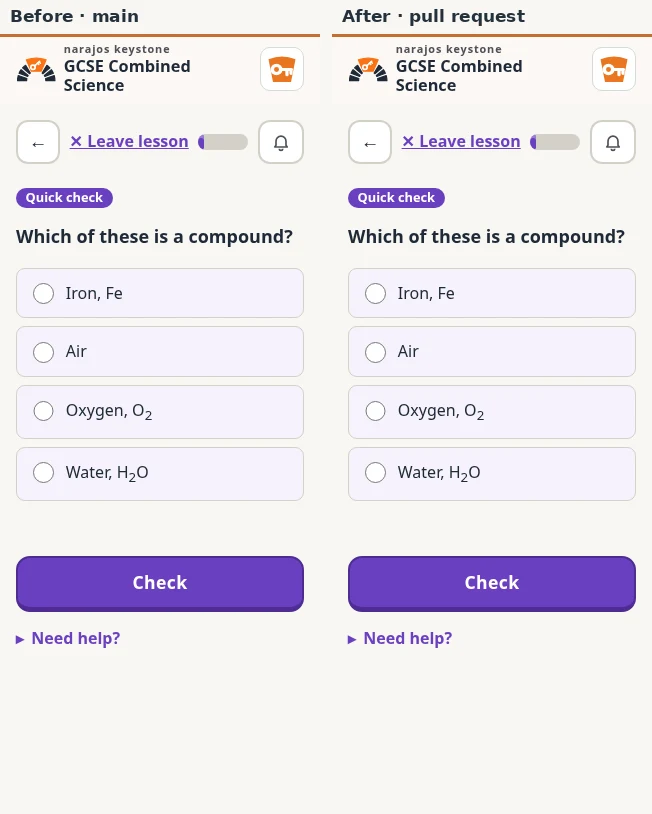 Before · main
narajos keystone
GCSE Combined
Science
←
✕ Leave lesson
Quick check
Which of these is a compound?
Iron, Fe
Air
Oxygen, O₂
Water, H₂O
Check
▸ Need help?
After · pull request
narajos keystone
GCSE Combined
Science
←
✕ Leave lesson
Quick check
Which of these is a compound?
Iron, Fe
Air
Oxygen, O₂
Water, H₂O
Check
▸ Need help?